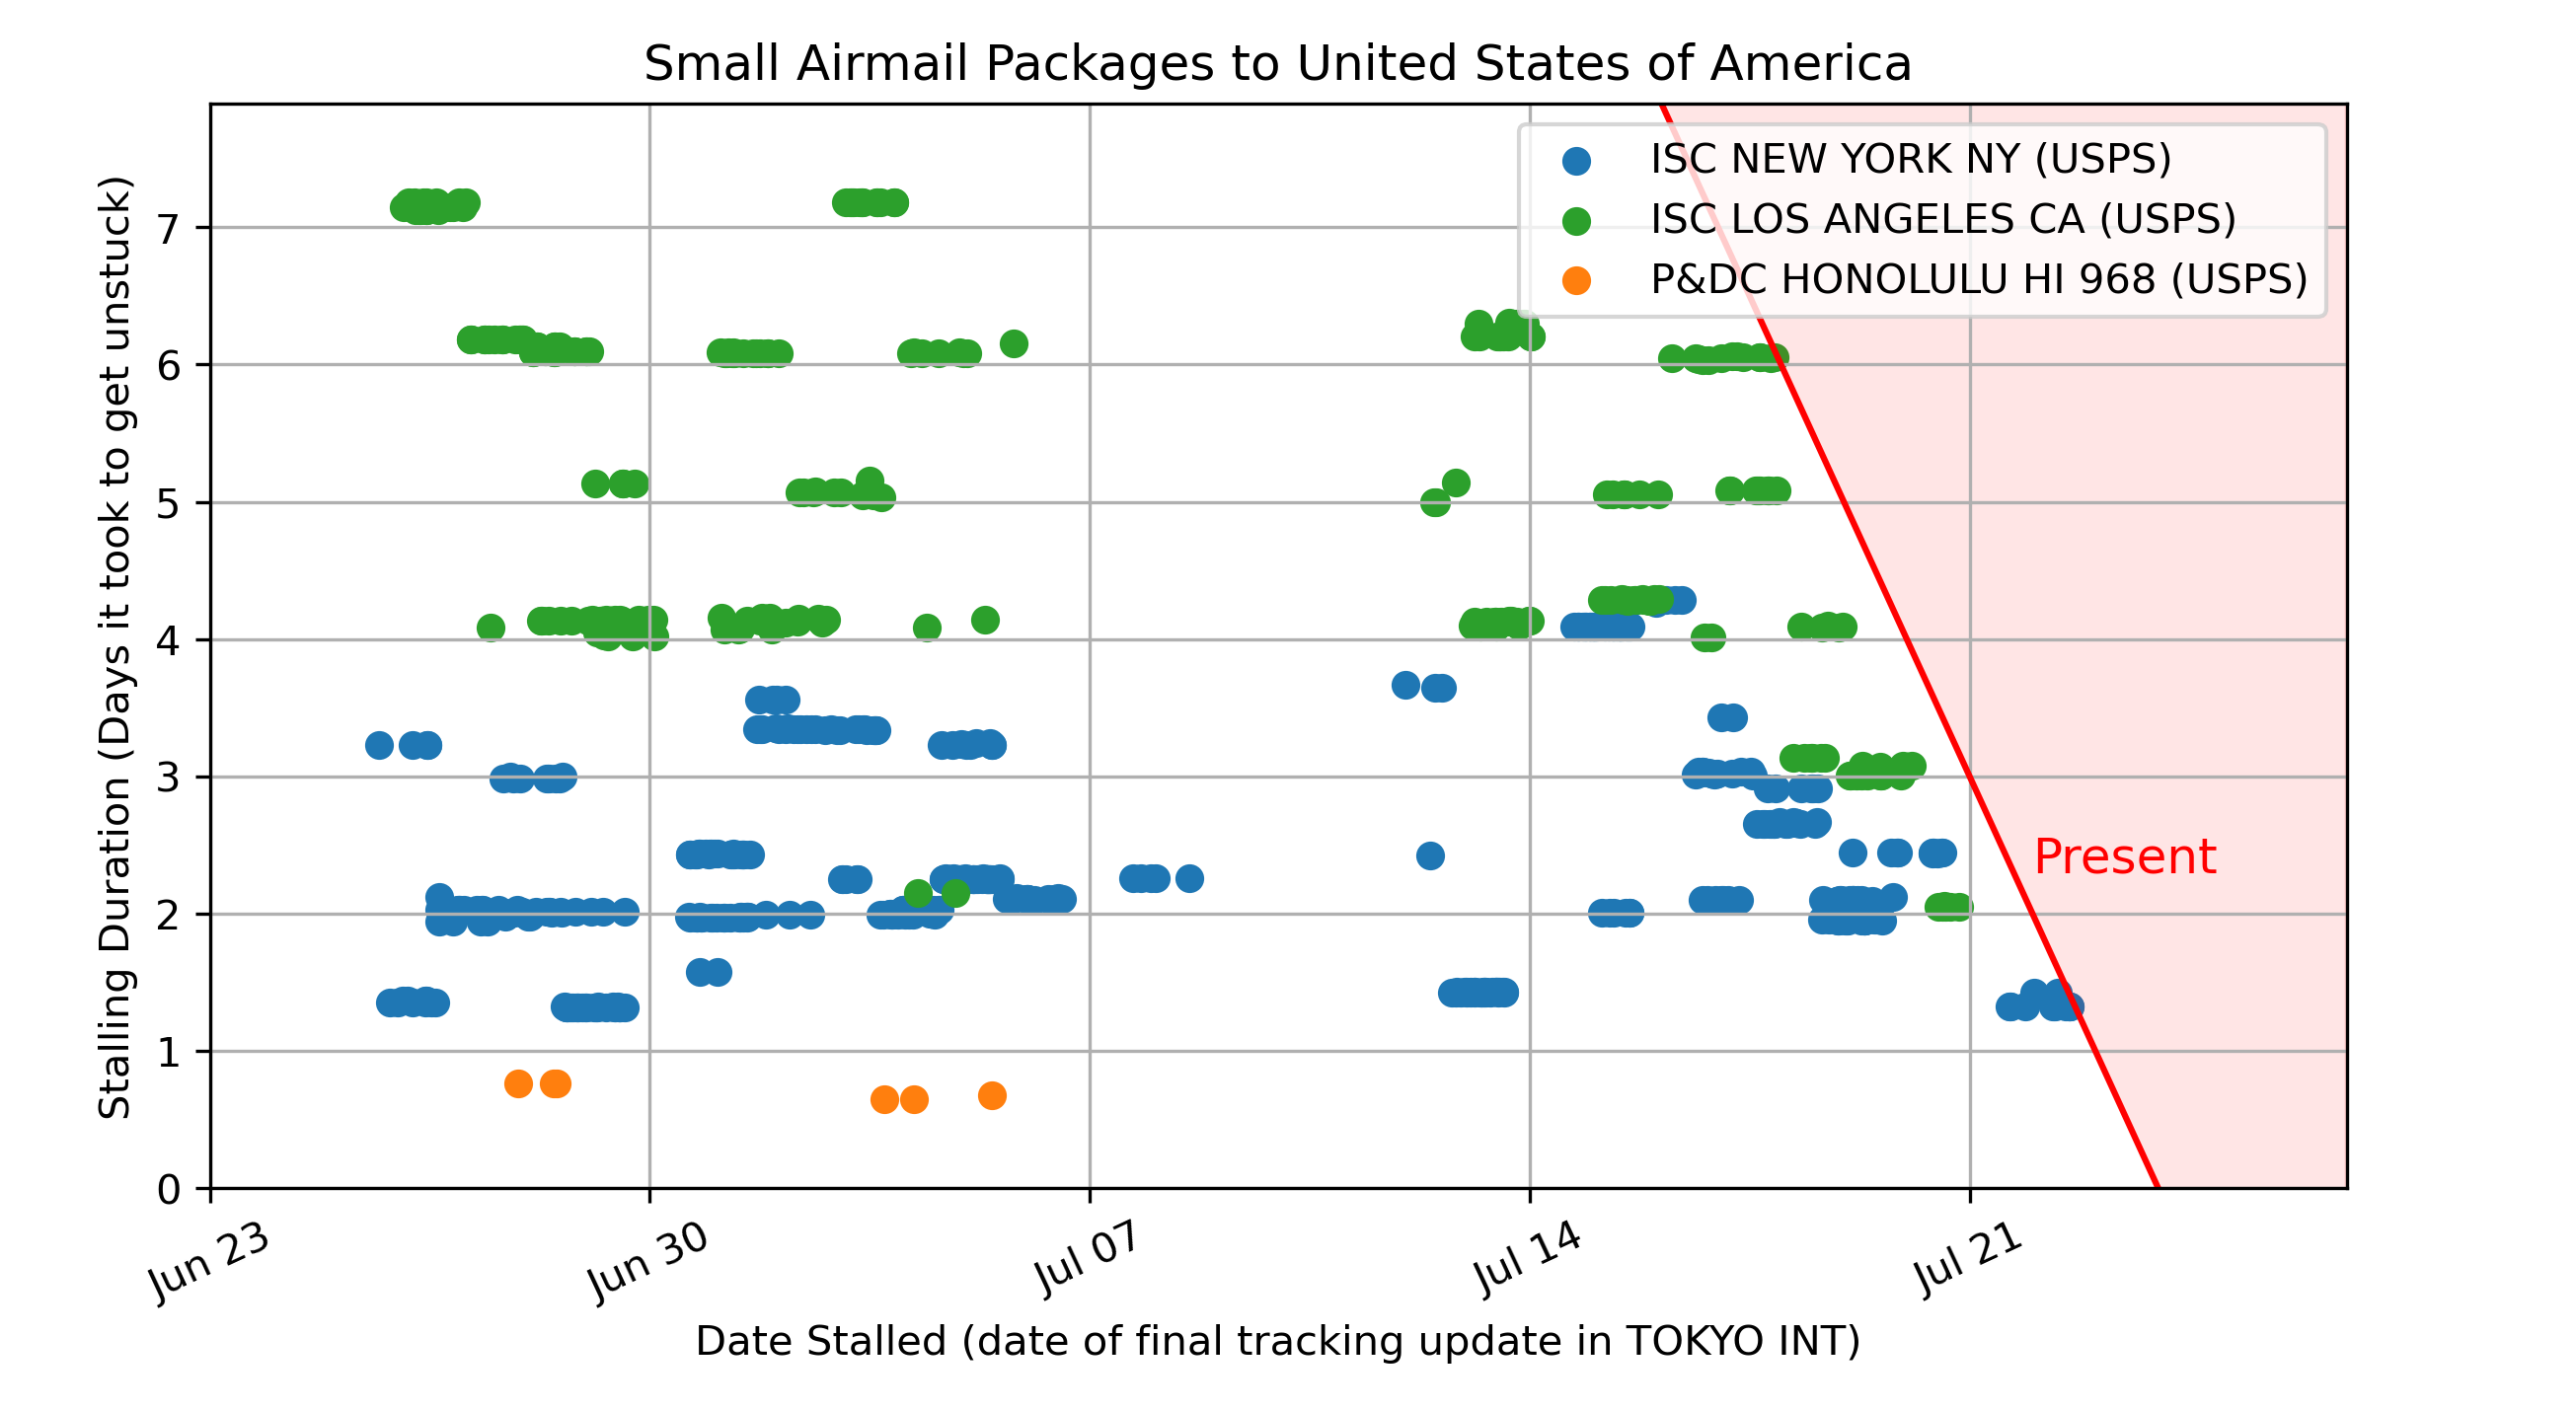 Small Airmail Packages to United States of America
ISC NEW YORK NY (USPS)
ISC LOS ANGELES CA (USPS)
P&DC HONOLULU HI 968 (USPS)
Stalling Duration (Days it took to get unstuck)
7
6
5
4
3
2
1
0
Present
Jun 23
Jun 30
Jul 07
Jul 14
Jul 21
Date Stalled (date of final tracking update in TOKYO INT)